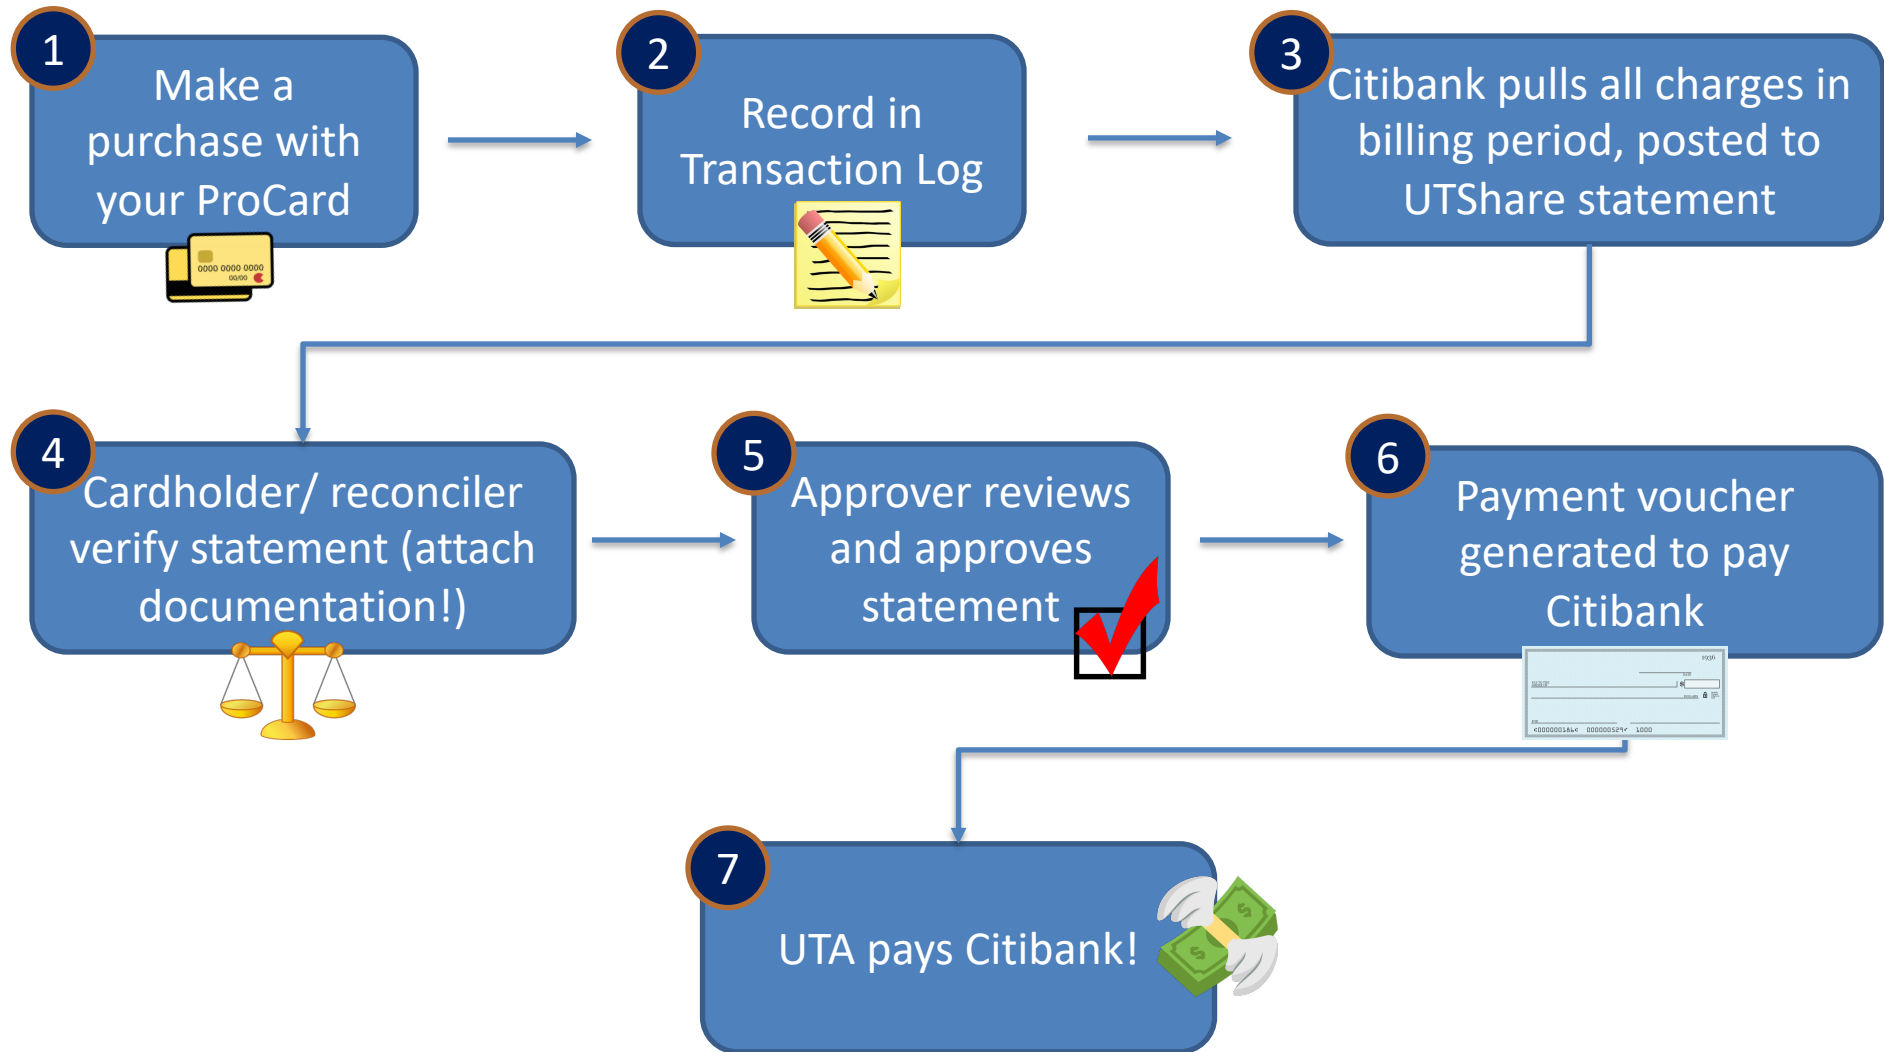 1
Make a
purchase with
your ProCard
0000 0000 0000
00/00
2
Record in
Transaction Log
3
Citibank pulls all charges in
billing period, posted to
UTShare statement
4
Cardholder/ reconciler
verify statement (attach
documentation!)
5
Approver reviews
and approves
statement
6
Payment voucher
generated to pay
Citibank
$
7
UTA pays Citibank!